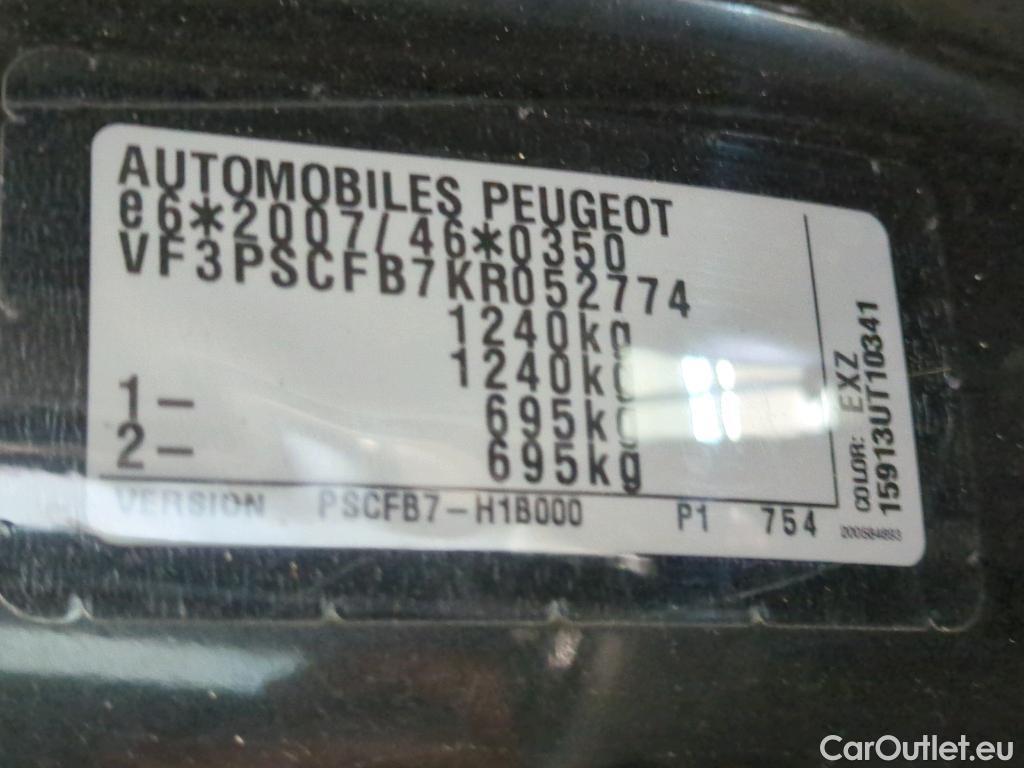 AUTOMOBILES PEUGEOT
e6*2007/46*0350
VF3PSCFB7KR052774
1240kg
1240kg
1- 695kg
2- 695kg
VERSION PSCFB7-H1B000 P1 754
COLOR: EXZ
15913UT10341
200584893
CarOutlet.eu